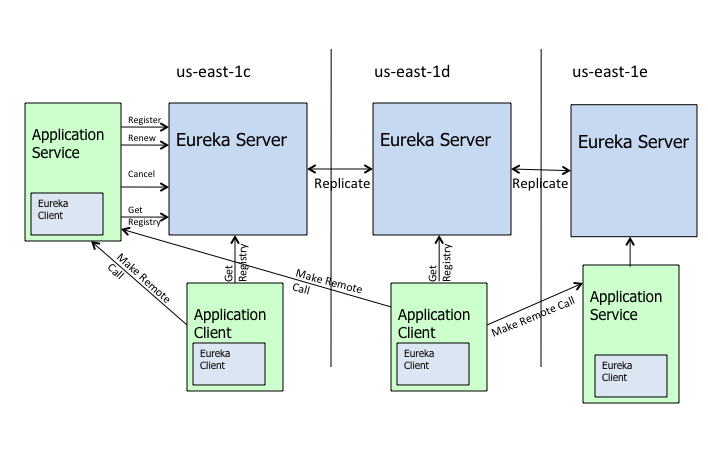 us-east-1c
us-east-1d
us-east-1e
Application
Service
Eureka
Client
Register
Renew
Cancel
Get
Registry
Eureka Server
Replicate
Eureka Server
Replicate
Eureka Server
Make Remote
Call
Get
Registry
Make Remote
Call
Get
Registry
Make Remote Call
Application
Client
Eureka
Client
Application
Client
Eureka
Client
Application
Service
Eureka
Client